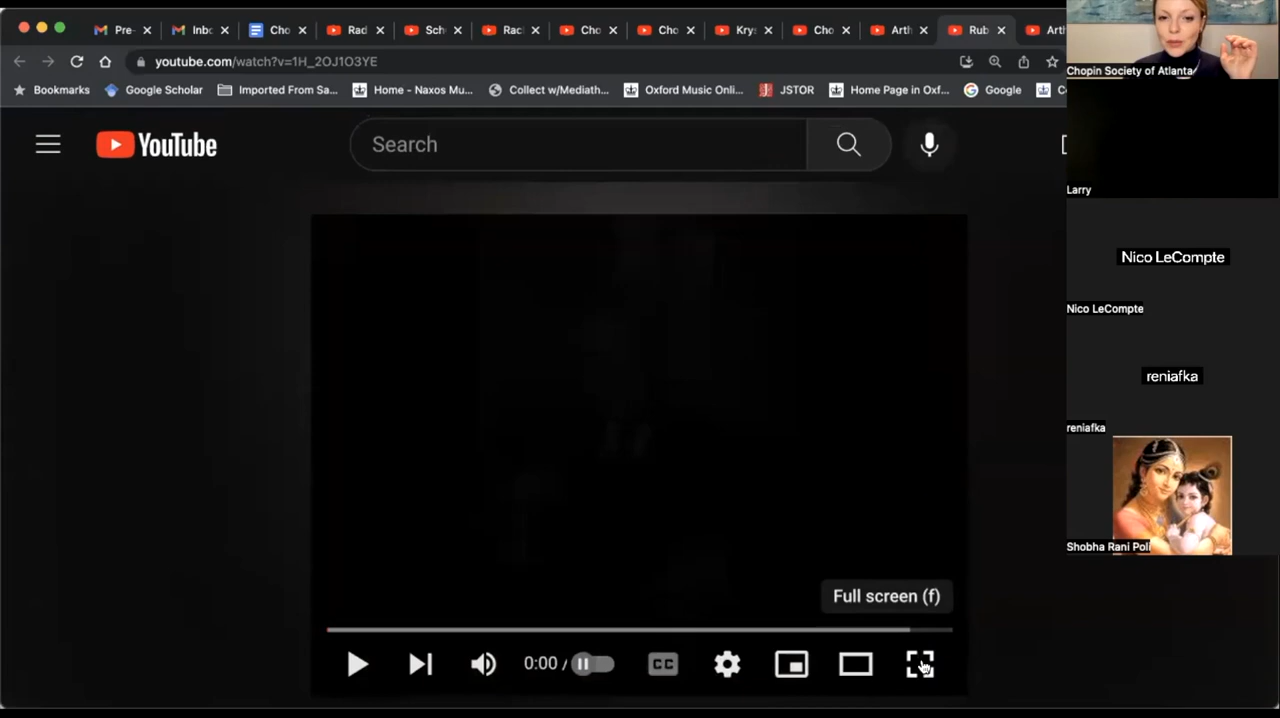 Pre-
Inbc
Cho
Rad
Sch
Rac
Cho
Cho
Kry
Cho
Arth
Rub
Art
youtube.com/watch?v=1H_2OJ1O3YE
Bookmarks
Google Scholar
Imported From Sa...
Home - Naxos Mu...
Collect w/Mediath...
Oxford Music Onli...
JSTOR
Home Page in Oxf...
Google
YouTube
Search
Full screen (f)
0:00 /
CC
Chopin Society of Atlanta
Larry
Nico LeCompte
Nico LeCompte
reniafka
reniafka
Shobha Rani Poli